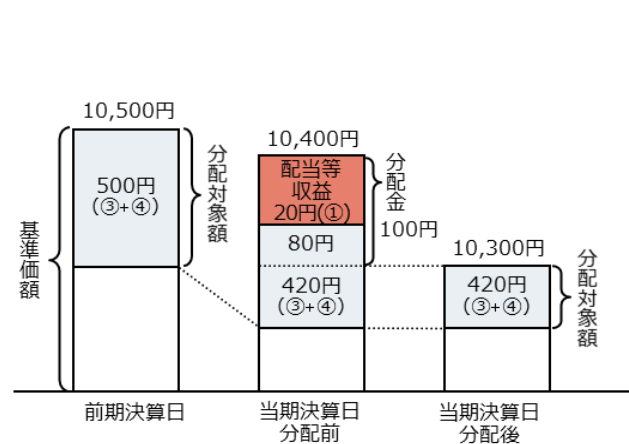 10,500円
500円
(③+④)
分配対象額
基準価額
前期決算日
10,400円
配当等
収益
20円(①)
80円
420円
(③+④)
分配金
100円
当期決算日
分配前
10,300円
420円
(③+④)
分配対象額
当期決算日
分配後